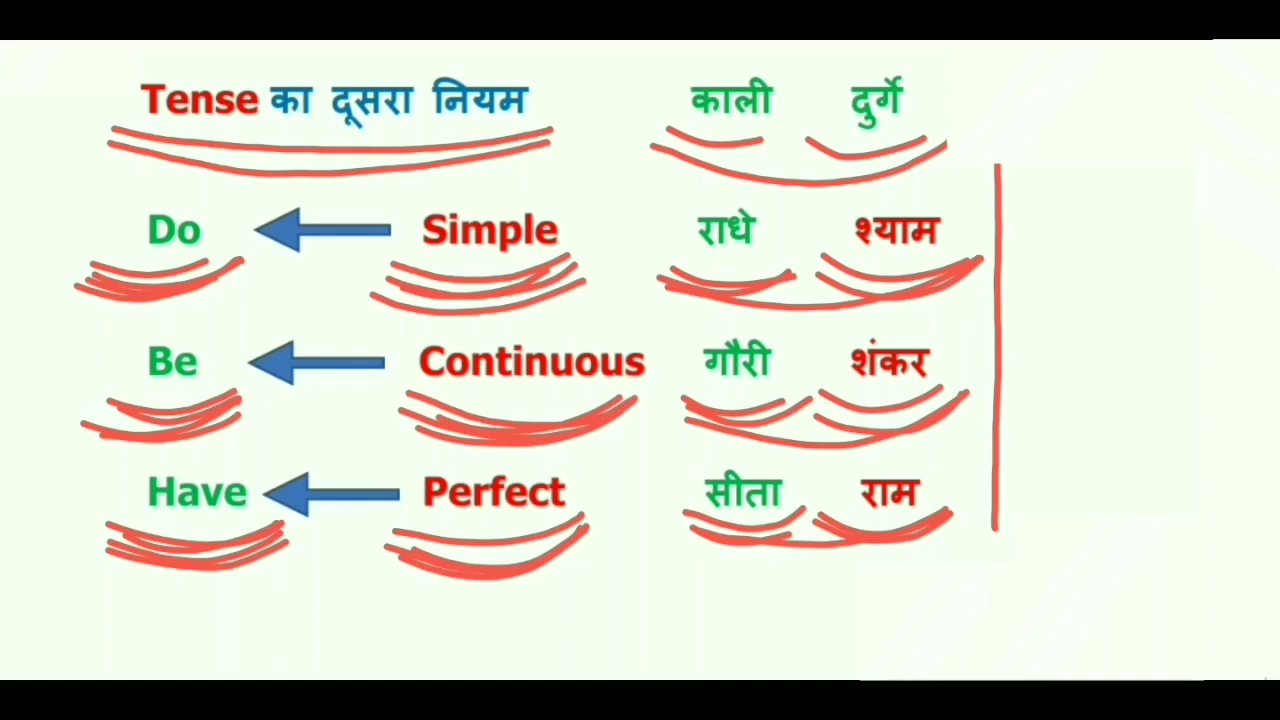 Tense का दूसरा नियम काली दुर्गे
Do Simple राधे श्याम
Be Continuous गौरी शंकर
Have Perfect सीता राम